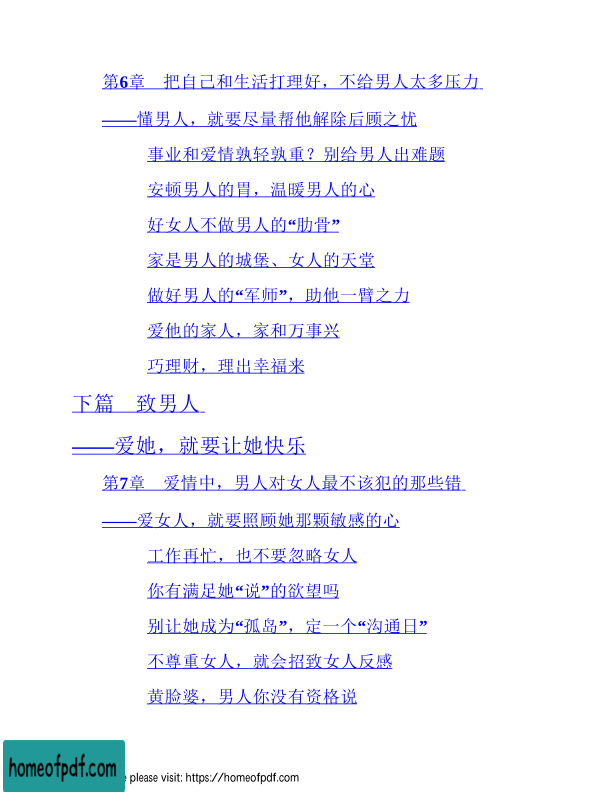 第6章　把自己和生活打理好，不给男人太多压力
——懂男人，就要尽量帮他解除后顾之忧
事业和爱情孰轻孰重？别给男人出难题
安顿男人的胃，温暖男人的心
好女人不做男人的“肋骨”
家是男人的城堡、女人的天堂
做好男人的“军师”，助他一臂之力
爱他的家人，家和万事兴
巧理财，理出幸福来
下篇　致男人
——爱她，就要让她快乐
第7章　爱情中，男人对女人最不该犯的那些错
——爱女人，就要照顾她那颗敏感的心
工作再忙，也不要忽略女人
你有满足她“说”的欲望吗
别让她成为“孤岛”，定一个“沟通日”
不尊重女人，就会招致女人反感
黄脸婆，男人你没有资格说
homeofpdf.com
please visit: https://homeofpdf.com